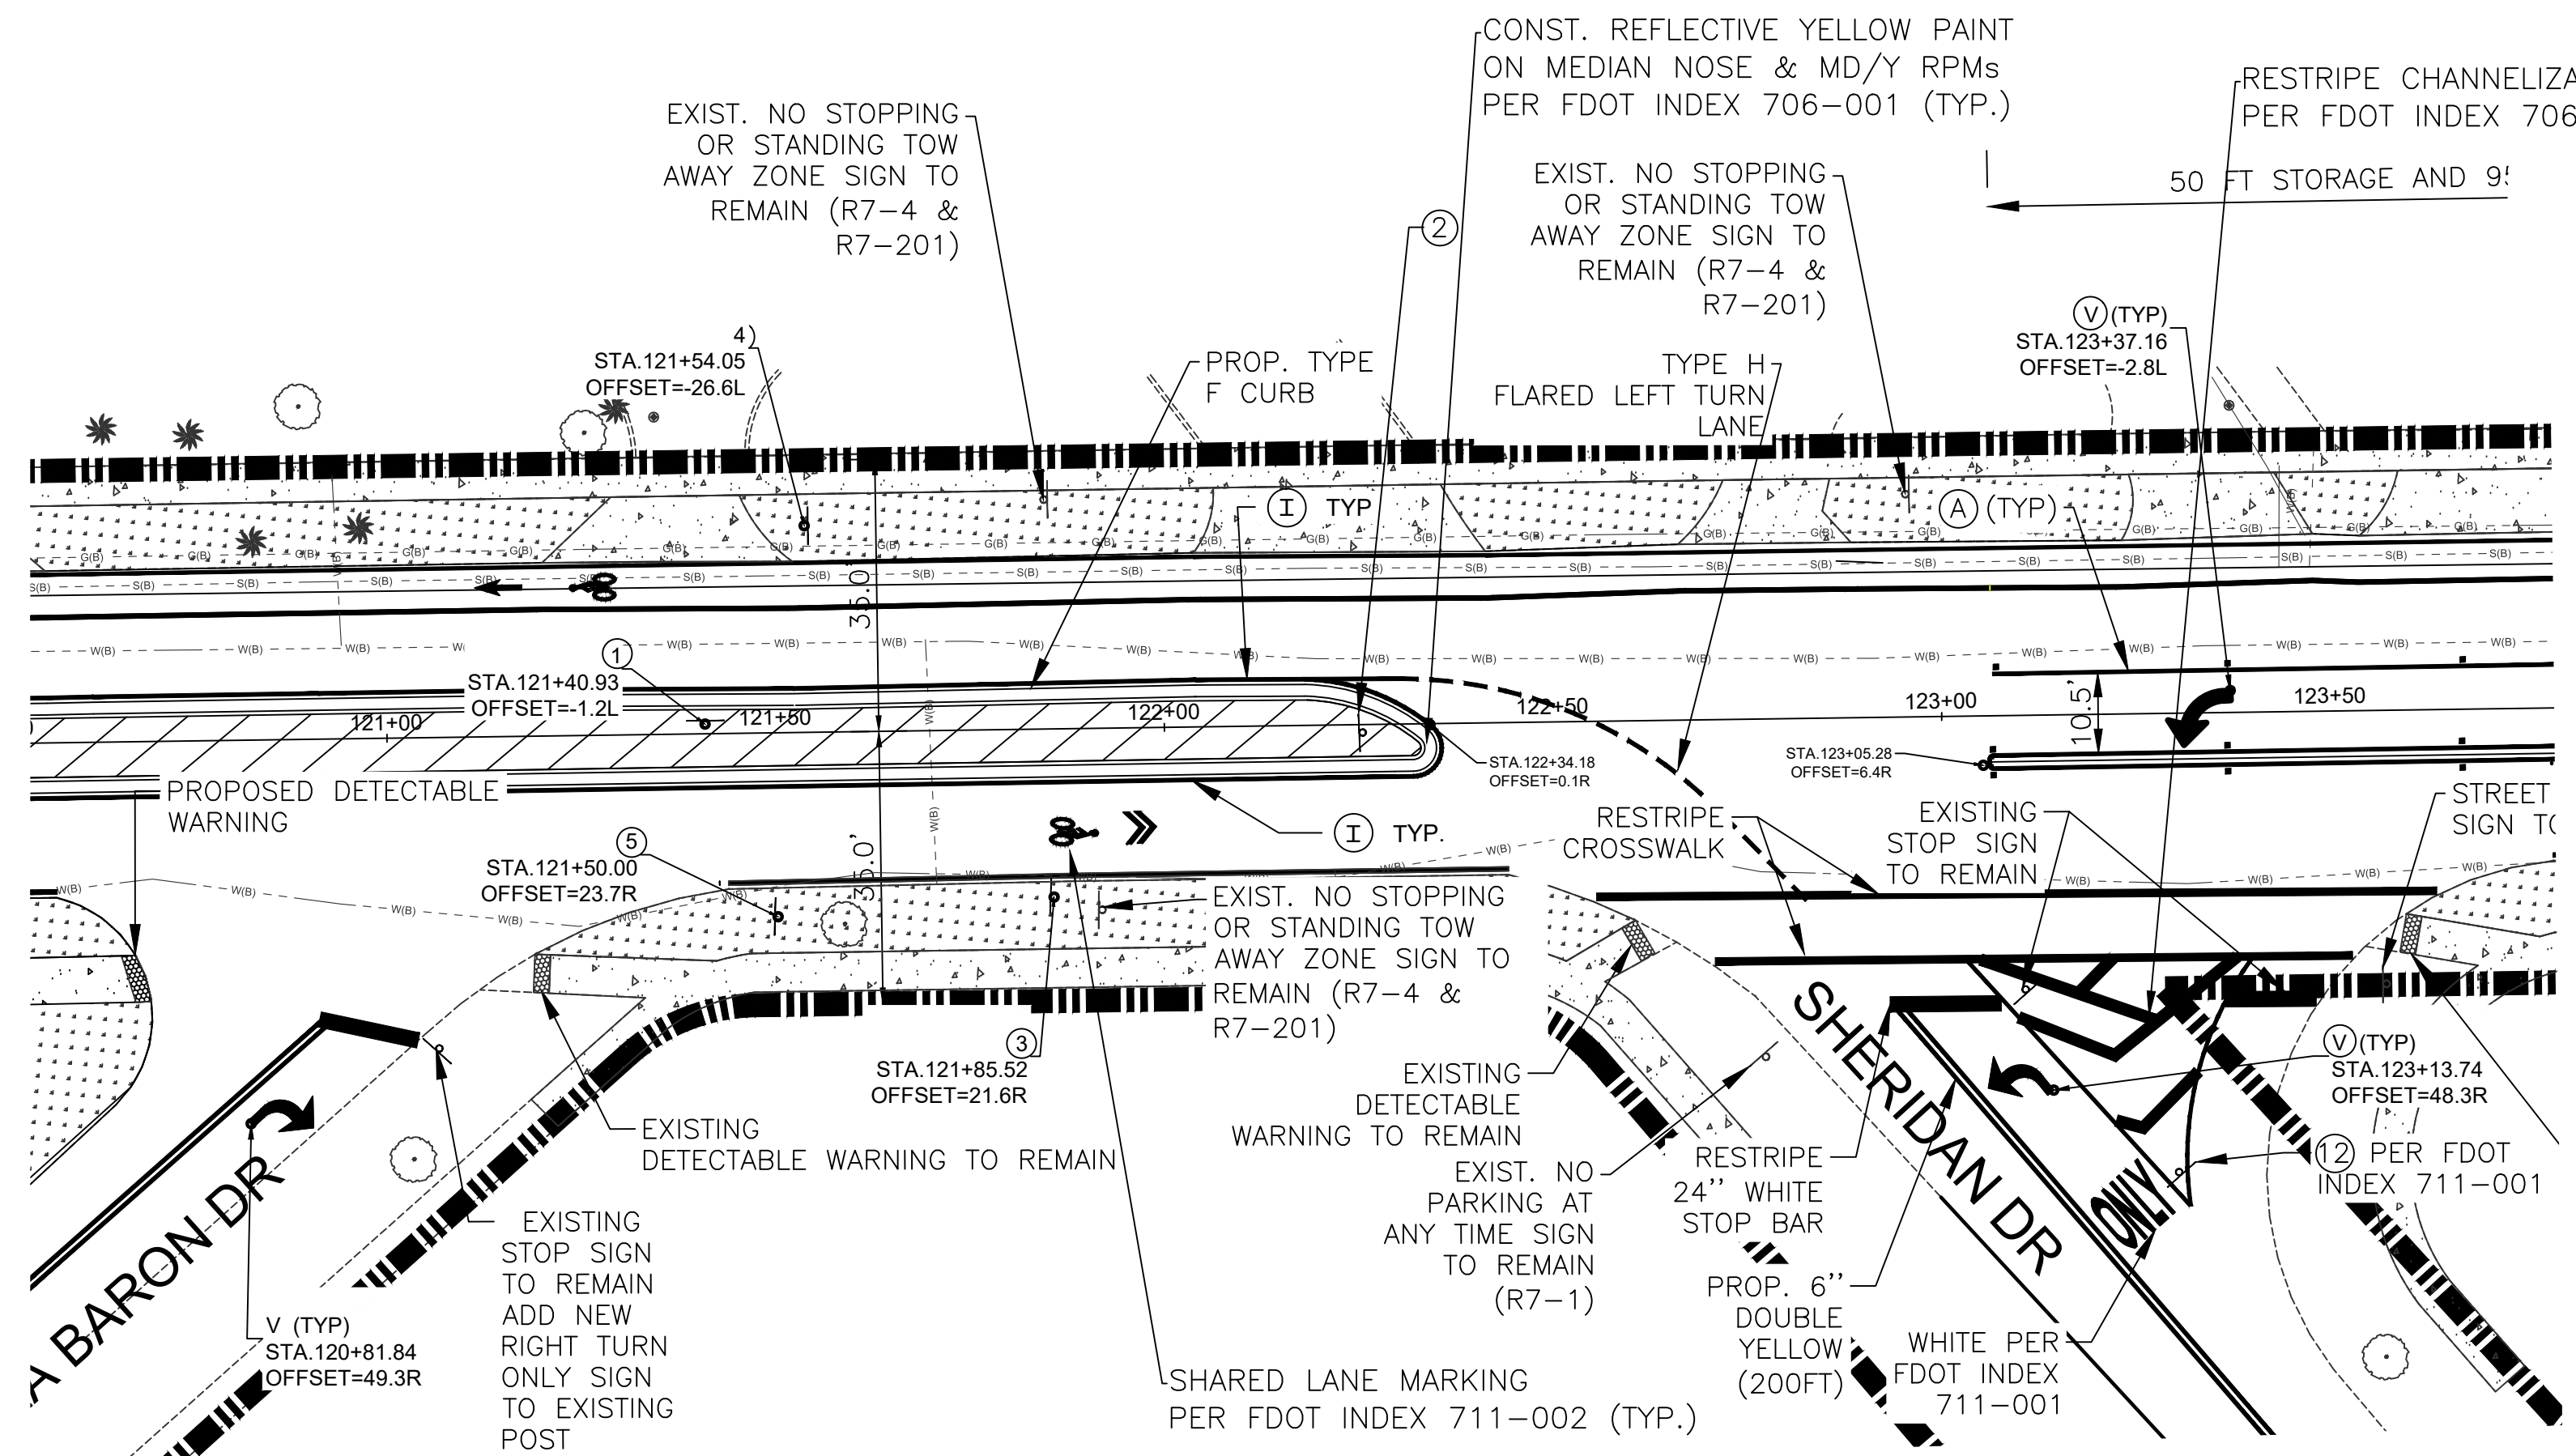 CONST. REFLECTIVE YELLOW PAINT
ON MEDIAN NOSE & MD/Y RPMs
PER FDOT INDEX 706-001 (TYP.)
RESTRIPE CHANNELIZA
PER FDOT INDEX 706
EXIST. NO STOPPING
OR STANDING TOW
AWAY ZONE SIGN TO
REMAIN (R7-4 &
R7-201)
EXIST. NO STOPPING
OR STANDING TOW
AWAY ZONE SIGN TO
REMAIN (R7-4 &
R7-201)
50 FT STORAGE AND 95
2
4)
STA.121+54.05
OFFSET=-26.6L
PROP. TYPE
F CURB
TYPE H
FLARED LEFT TURN
LANE
V (TYP)
STA.123+37.16
OFFSET=-2.8L
I TYP
A (TYP)
G(B) G(B) G(B) G(B) G(B) G(B) G(B) G(B) G(B) G(B) G(B) G(B) G(B) G(B) G(B) G(B) G(B) G(B) G(B) G(B) G(B) G(B) G(B)
S(B) S(B) S(B) S(B) S(B) S(B) S(B) S(B) S(B) S(B) S(B) S(B) S(B) S(B) S(B) S(B) S(B) S(B) S(B) S(B) S(B) S(B) S(B) S(B)
35.0'
W(B) W(B) W(B) W( W(B) W(B) W(B) W(B) W(B) W(B) W(B) W(B) W(B) W(B) W(B) W(B) W(B) W(B) W(B) W(B)
1
STA.121+40.93
OFFSET=-1.2L
121+00
121+50
122+00
122+50
123+00
123+50
10.5'
STA.122+34.18
OFFSET=0.1R
STA.123+05.28
OFFSET=6.4R
PROPOSED DETECTABLE
WARNING
5
STA.121+50.00
OFFSET=23.7R
35.0'
I TYP.
RESTRIPE
CROSSWALK
EXISTING
STOP SIGN
TO REMAIN
STREET
SIGN TO
W(B) W(B) W(B) W(B) W(B) W(B) W(B) W(B) W(B) W(B) W(B) W(B) W(B) W(B)
EXIST. NO STOPPING
OR STANDING TOW
AWAY ZONE SIGN TO
REMAIN (R7-4 &
R7-201)
3
STA.121+85.52
OFFSET=21.6R
EXISTING
DETECTABLE WARNING TO REMAIN
EXISTING
DETECTABLE
WARNING TO REMAIN
EXIST. NO
PARKING AT
ANY TIME SIGN
TO REMAIN
(R7-1)
SHERIDAN DR
RESTRIPE
24'' WHITE
STOP BAR
V (TYP)
STA.123+13.74
OFFSET=48.3R
12 PER FDOT
INDEX 711-001
ONLY
PROP. 6''
DOUBLE
YELLOW
(200FT)
WHITE PER
FDOT INDEX
711-001
A BARON DR
V (TYP)
STA.120+81.84
OFFSET=49.3R
EXISTING
STOP SIGN
TO REMAIN
ADD NEW
RIGHT TURN
ONLY SIGN
TO EXISTING
POST
SHARED LANE MARKING
PER FDOT INDEX 711-002 (TYP.)